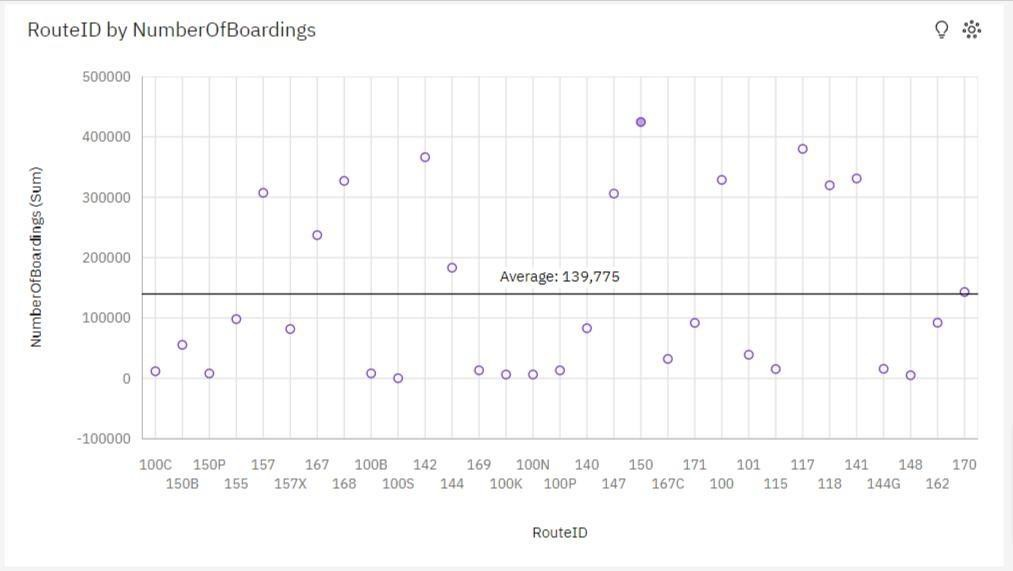 RouteID by NumberOfBoardings
NumberOfBoardings (Sum)
500000
400000
300000
200000
100000
0
-100000
Average: 139,775
100C 150P 157 167 100B 142 169 100N 140 150 171 101 117 141 148 170
150B 155 157X 168 100S 144 100K 100P 147 167C 100 115 118 144G 162
RouteID